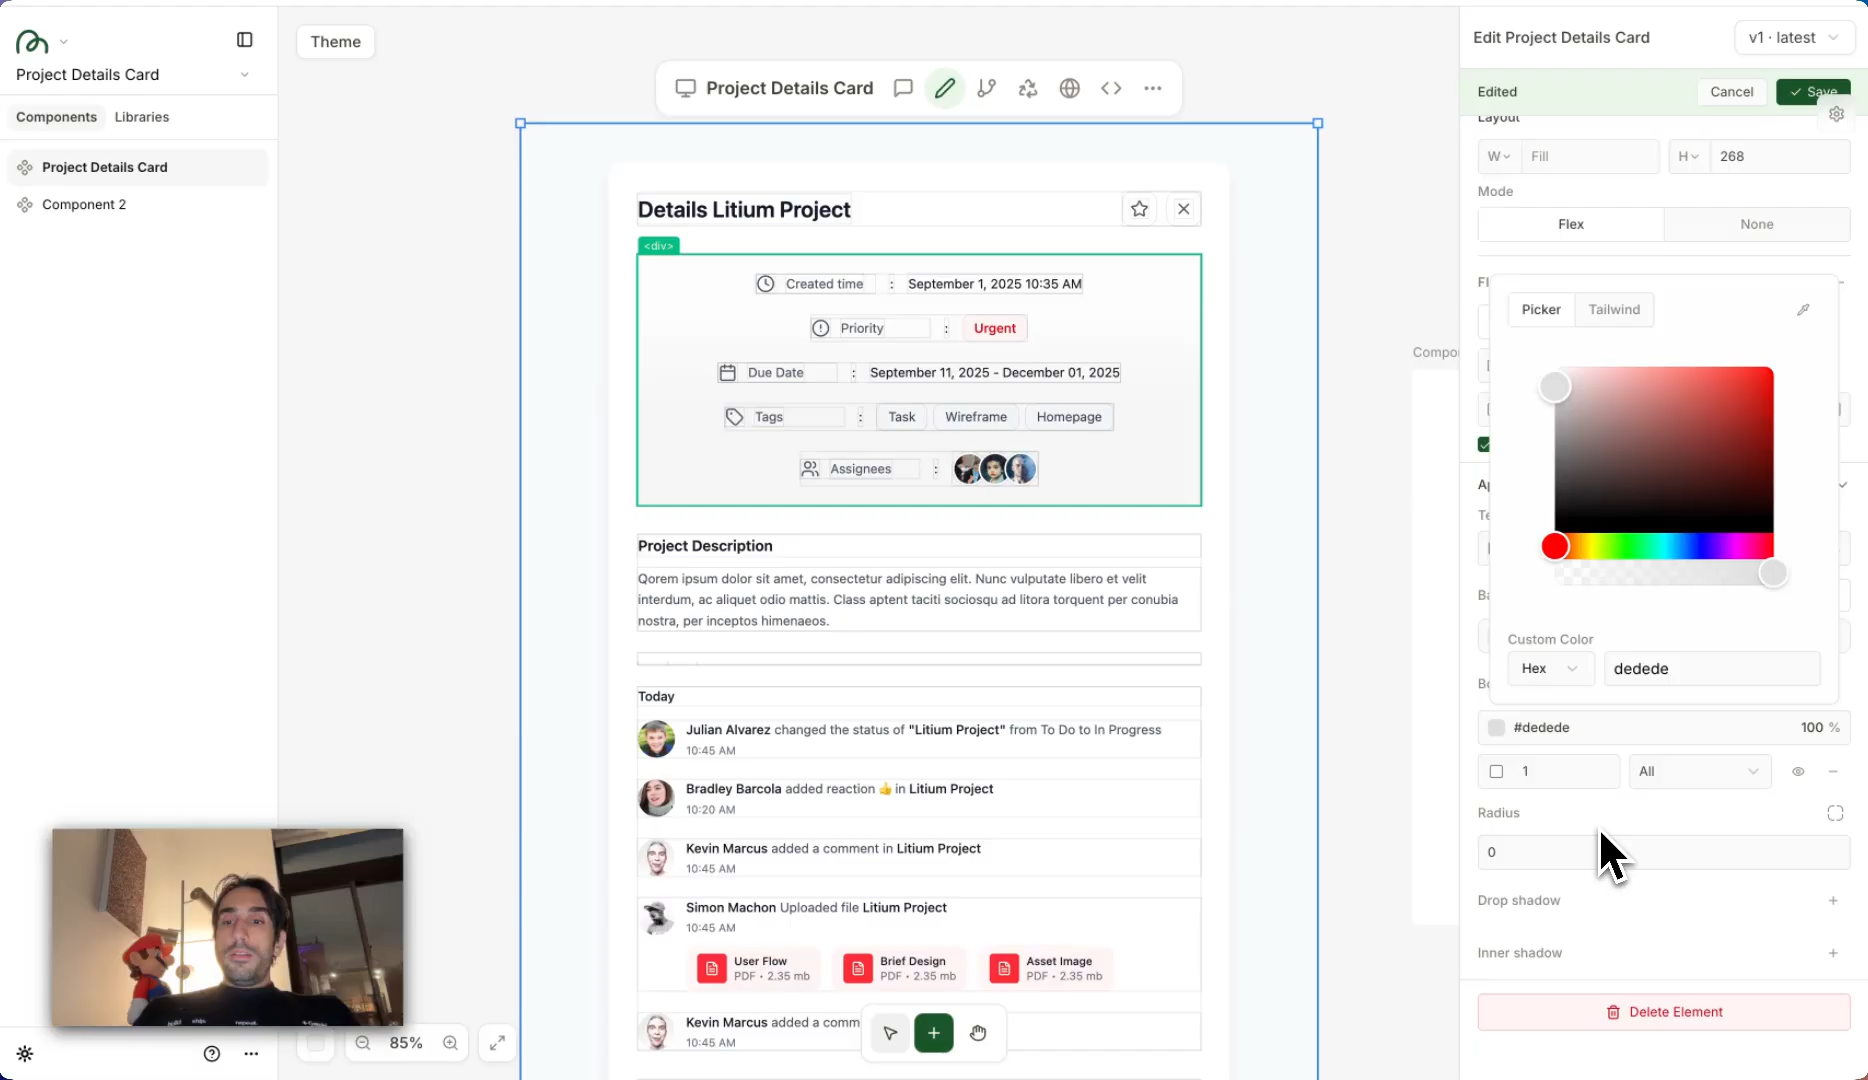 Project Details Card
Components
Libraries
Project Details Card
Component 2
Theme
Project Details Card
Details Litium Project
<div>
Created time : September 1, 2025 10:35 AM
Priority : Urgent
Due Date : September 11, 2025 - December 01, 2025
Tags : Task Wireframe Homepage
Assignees :
Project Description
Qorem ipsum dolor sit amet, consectetur adipiscing elit. Nunc vulputate libero et velit
interdum, ac aliquet odio mattis. Class aptent taciti sociosqu ad litora torquent per conubia
nostra, per inceptos himenaeos.
Today
Julian Alvarez changed the status of "Litium Project" from To Do to In Progress
10:45 AM
Bradley Barcola added reaction 👍 in Litium Project
10:20 AM
Kevin Marcus added a comment in Litium Project
10:45 AM
Simon Machon Uploaded file Litium Project
10:45 AM
User Flow
PDF • 2.35 mb
Brief Design
PDF • 2.35 mb
Asset Image
PDF • 2.35 mb
Kevin Marcus added a comm
10:45 AM
85%
Compo
Edit Project Details Card
v1 · latest
Edited
Cancel
Save
Layout
W Fill
H 268
Mode
Flex
None
Picker
Tailwind
Custom Color
Hex
dedede
#dedede
100 %
1
All
Radius
0
Drop shadow
Inner shadow
Delete Element